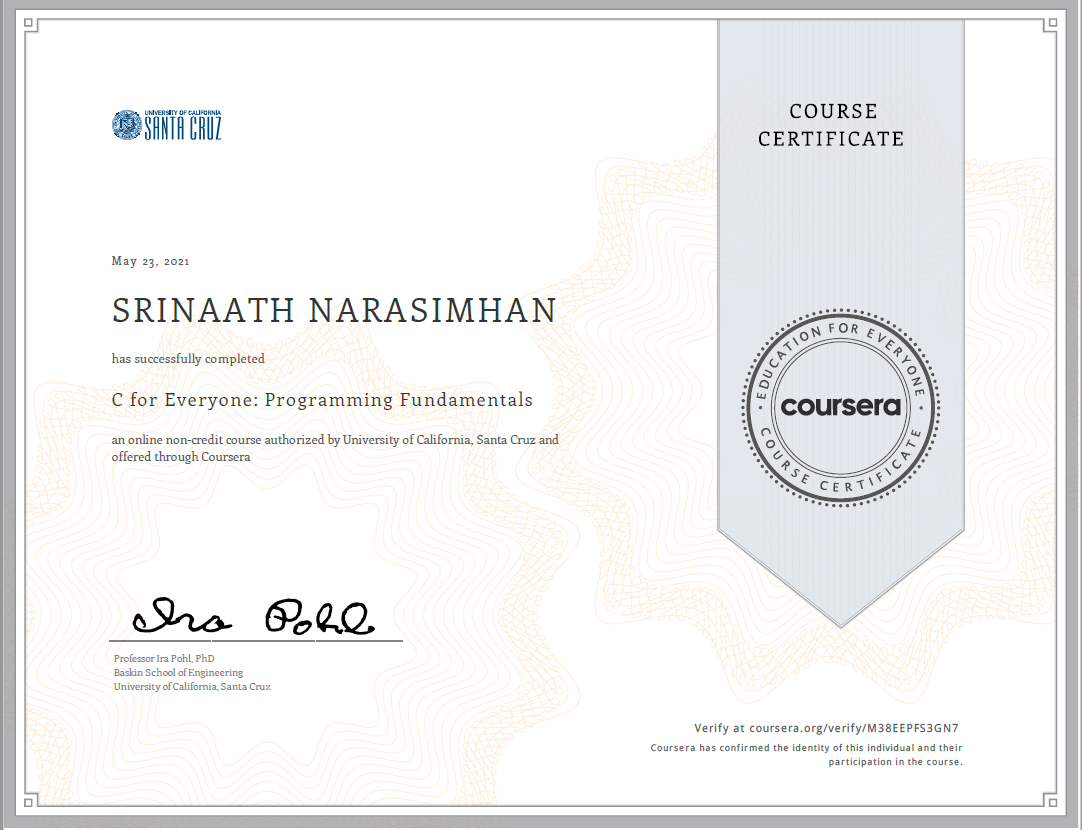 UNIVERSITY OF CALIFORNIA
SANTA CRUZ
COURSE
CERTIFICATE
May 23, 2021
SRINAATH NARASIMHAN
has successfully completed
C for Everyone: Programming Fundamentals
an online non-credit course authorized by University of California, Santa Cruz and
offered through Coursera
EDUCATION FOR EVERYONE
coursera
COURSE CERTIFICATE
Ira Pohl
Professor Ira Pohl, PhD
Baskin School of Engineering
University of California, Santa Cruz
Verify at coursera.org/verify/M38EEPFS3GN7
Coursera has confirmed the identity of this individual and their
participation in the course.